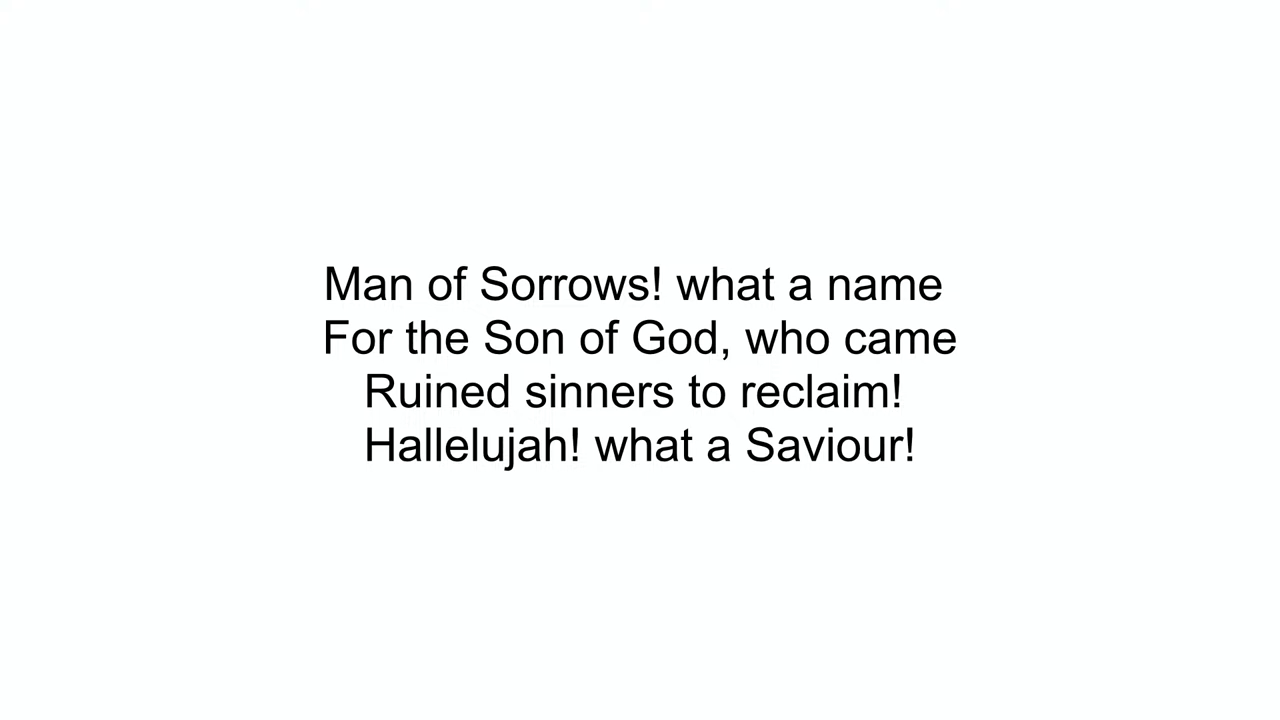 Man of Sorrows! what a name
For the Son of God, who came
Ruined sinners to reclaim!
Hallelujah! what a Saviour!